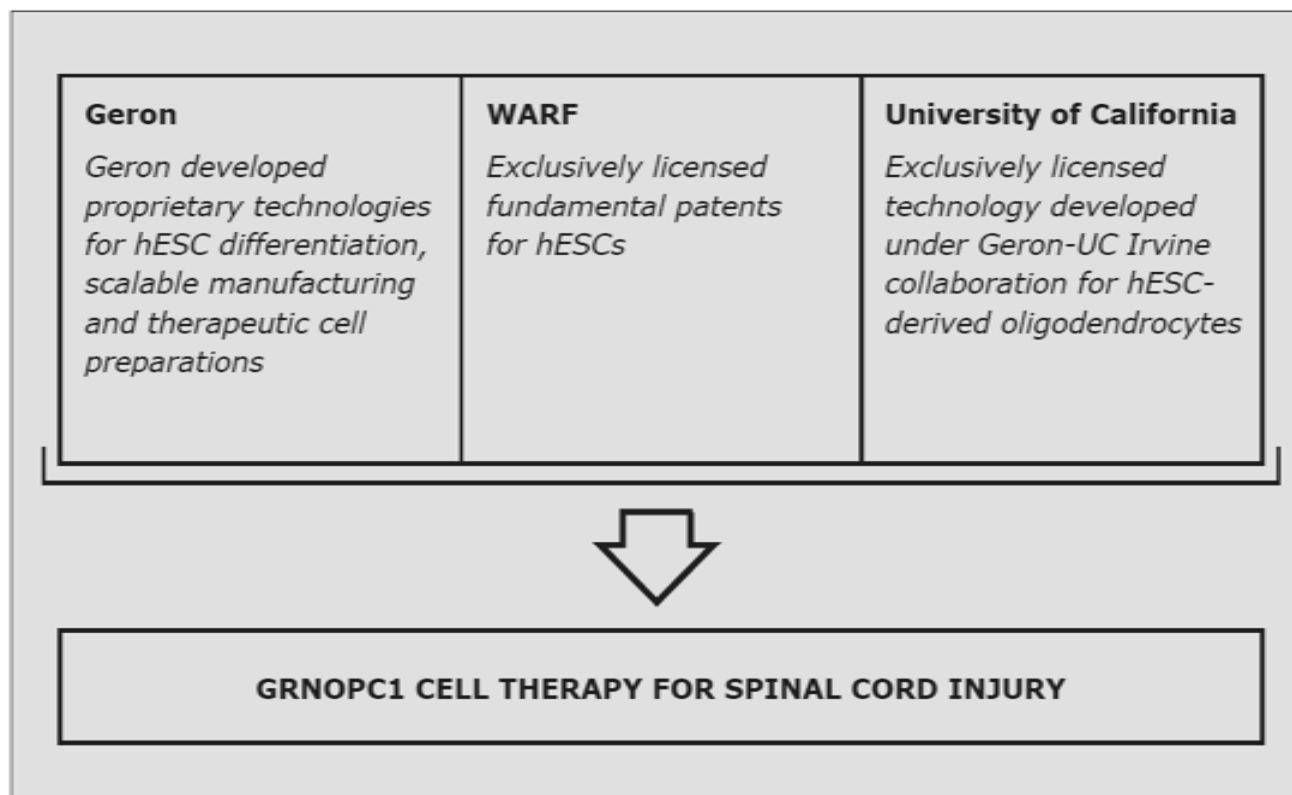 Geron
Geron developed
proprietary technologies
for hESC differentiation,
scalable manufacturing
and therapeutic cell
preparations
WARF
Exclusively licensed
fundamental patents
for hESCs
University of California
Exclusively licensed
technology developed
under Geron-UC Irvine
collaboration for hESC-
derived oligodendrocytes
GRNOPC1 CELL THERAPY FOR SPINAL CORD INJURY